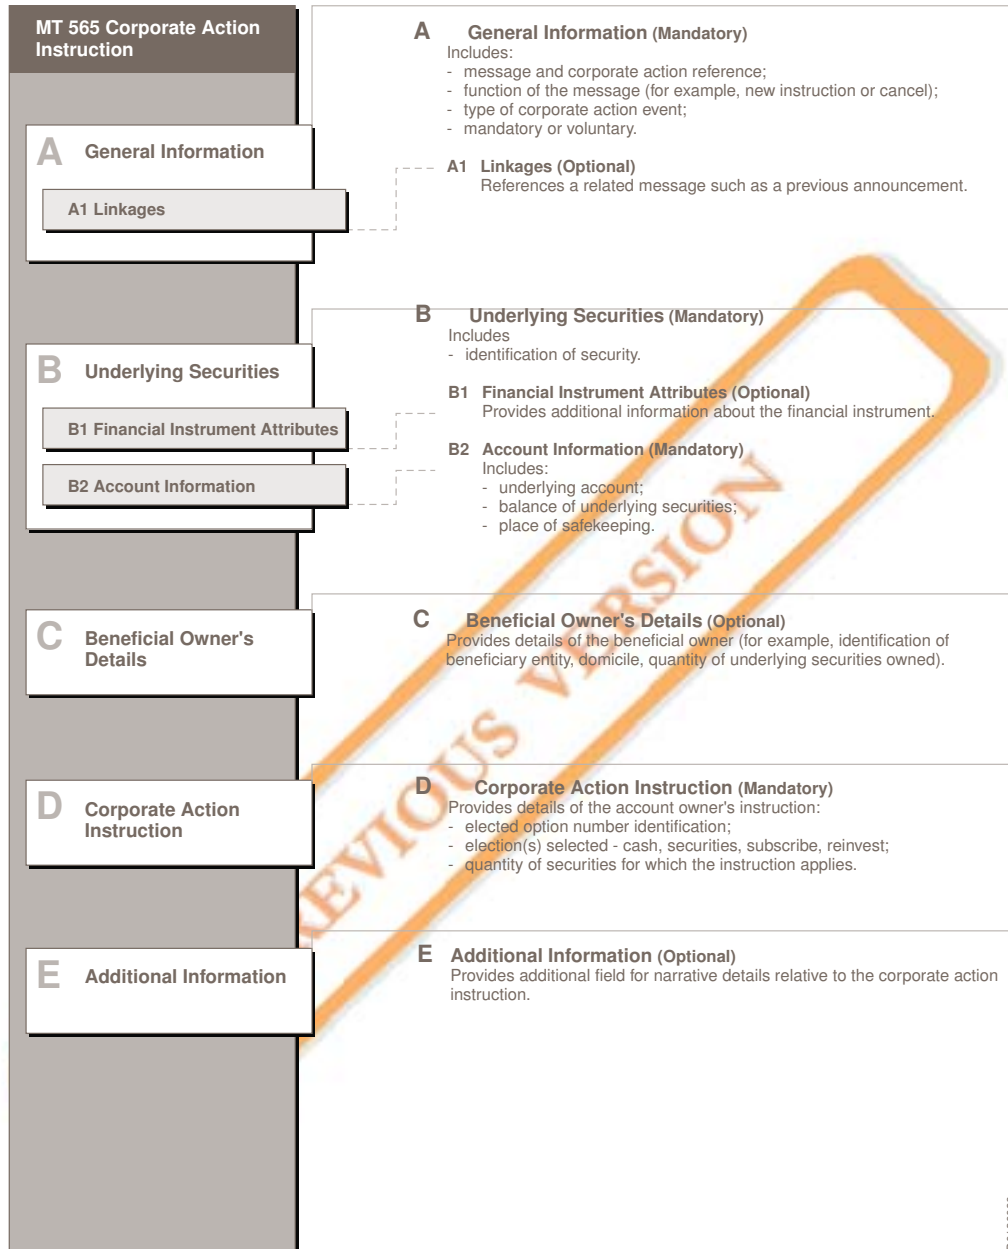 MT 565 Corporate Action
Instruction
A General Information
A1 Linkages
B Underlying Securities
B1 Financial Instrument Attributes
B2 Account Information
C Beneficial Owner's
Details
D Corporate Action
Instruction
E Additional Information
A General Information (Mandatory)
Includes:
- message and corporate action reference;
- function of the message (for example, new instruction or cancel);
- type of corporate action event;
- mandatory or voluntary.
A1 Linkages (Optional)
References a related message such as a previous announcement.
B Underlying Securities (Mandatory)
Includes
- identification of security.
B1 Financial Instrument Attributes (Optional)
Provides additional information about the financial instrument.
B2 Account Information (Mandatory)
Includes:
- underlying account;
- balance of underlying securities;
- place of safekeeping.
C Beneficial Owner's Details (Optional)
Provides details of the beneficial owner (for example, identification of
beneficiary entity, domicile, quantity of underlying securities owned).
D Corporate Action Instruction (Mandatory)
Provides details of the account owner's instruction:
- elected option number identification;
- election(s) selected - cash, securities, subscribe, reinvest;
- quantity of securities for which the instruction applies.
E Additional Information (Optional)
Provides additional field for narrative details relative to the corporate action
instruction.
REVIOUS VERSION